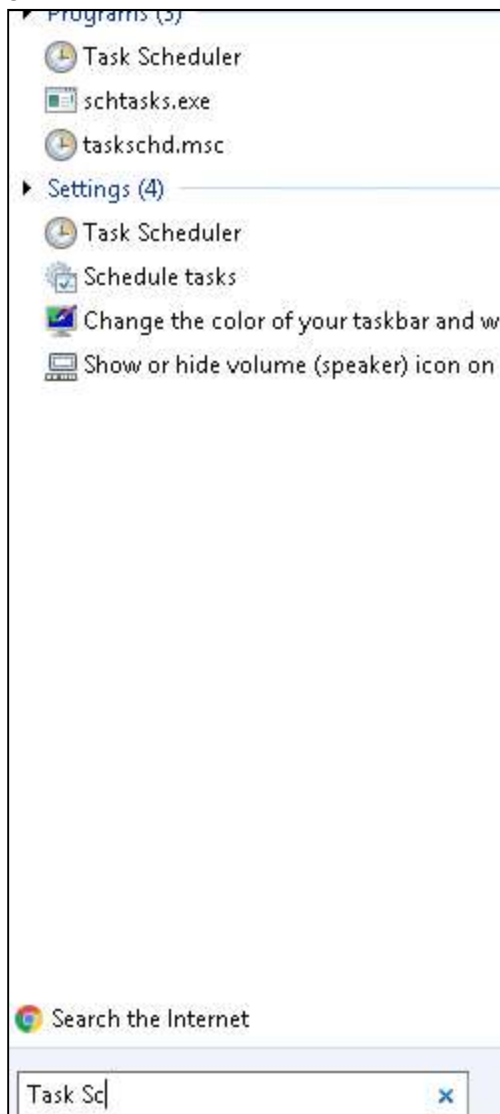 Programs (3)
Task Scheduler
schtasks.exe
taskschd.msc
Settings (4)
Task Scheduler
Schedule tasks
Change the color of your taskbar and w
Show or hide volume (speaker) icon on
Search the Internet
Task Sc